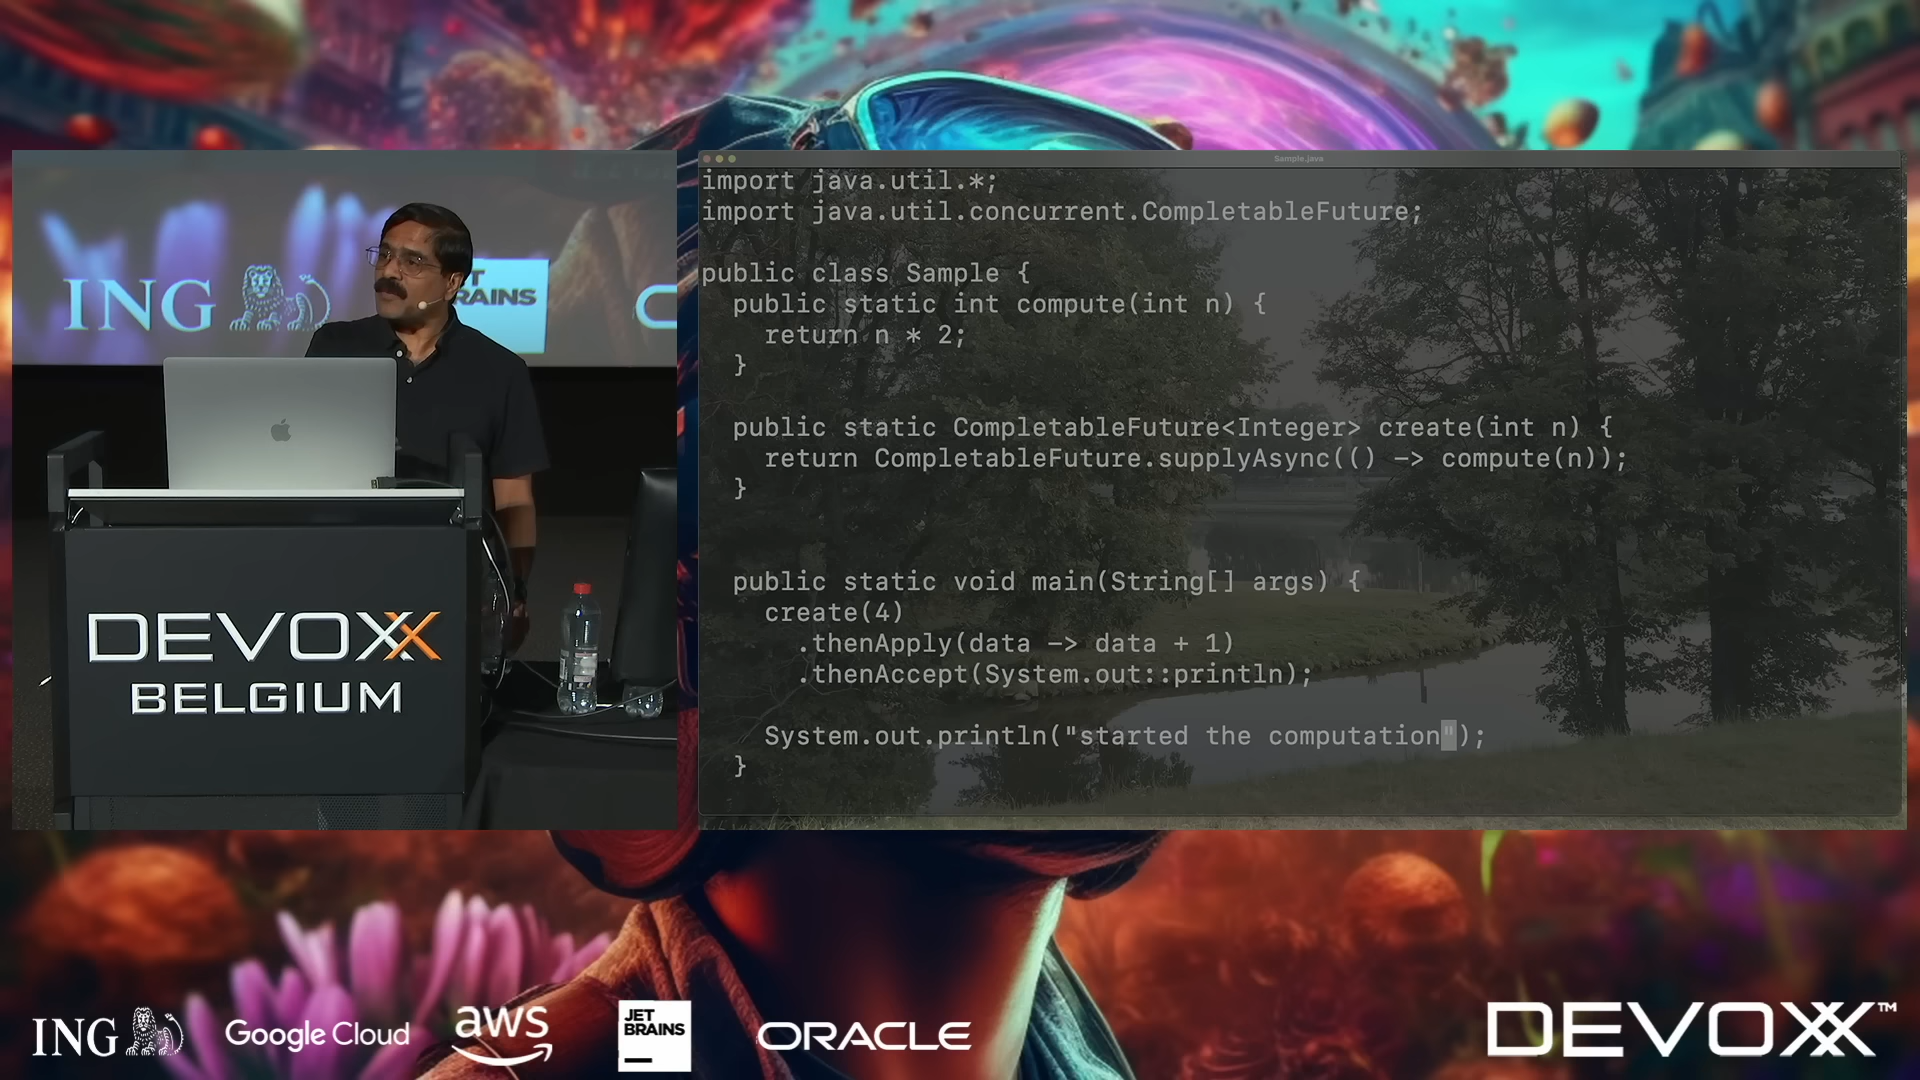 ING
JET
BRAINS
DEVOXX
BELGIUM
Sample.java
import java.util.*;
import java.util.concurrent.CompletableFuture;
public class Sample {
  public static int compute(int n) {
    return n * 2;
  }
  public static CompletableFuture<Integer> create(int n) {
    return CompletableFuture.supplyAsync(() -> compute(n));
  }
  public static void main(String[] args) {
    create(4)
      .thenApply(data -> data + 1)
      .thenAccept(System.out::println);
    System.out.println("started the computation");
  }
ING
Google Cloud
aws
JET
BRAINS
ORACLE
DEVOXX™